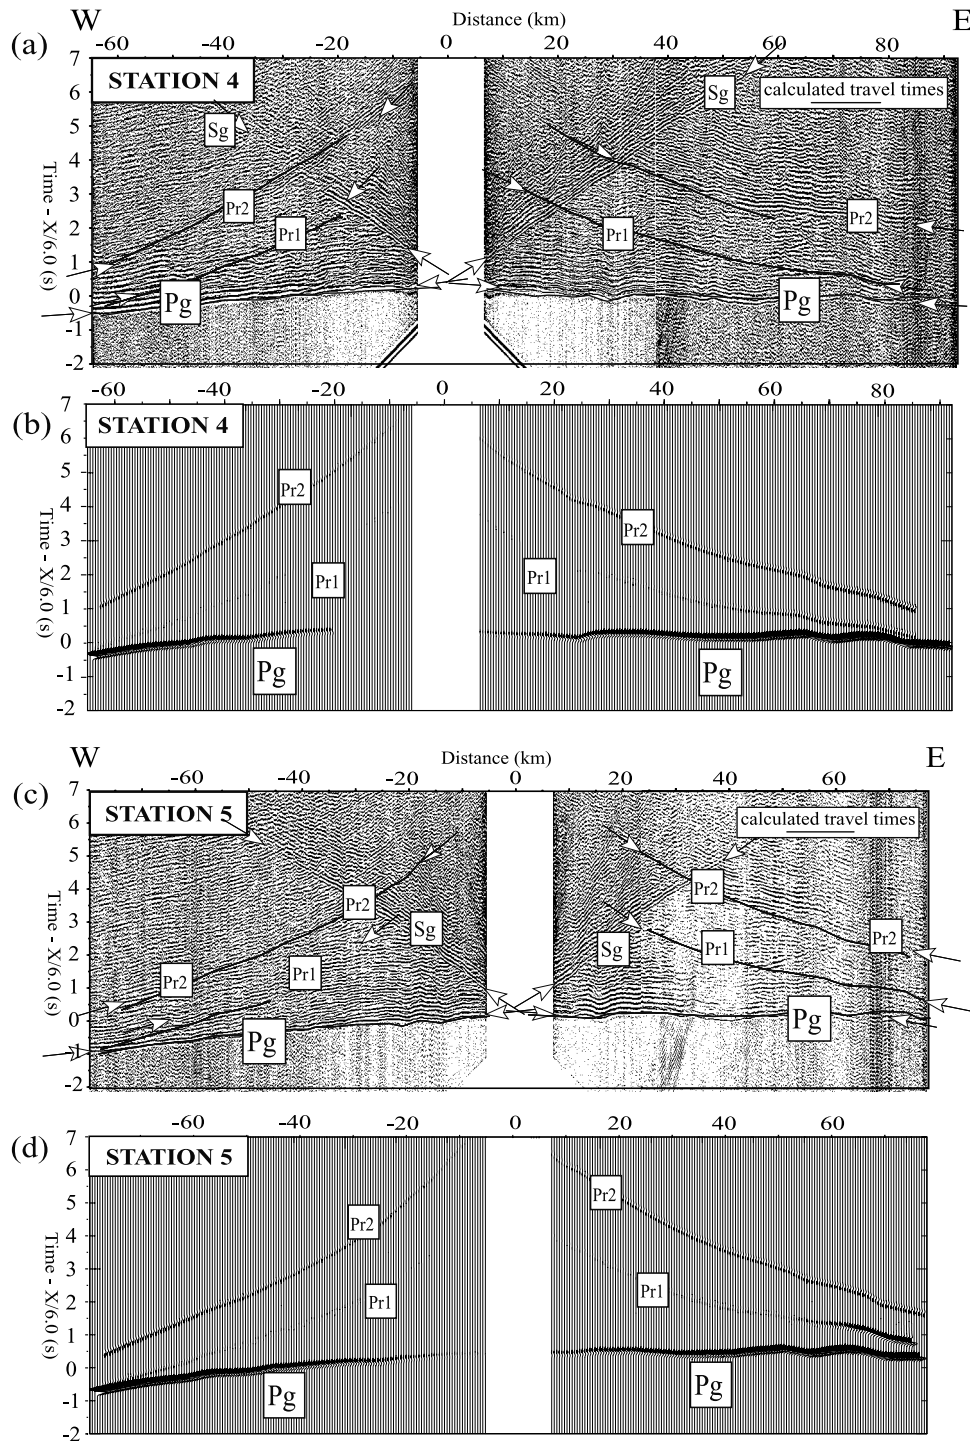 W Distance (km) E
(a) -60 -40 -20 0 20 40 60 80
7
6
5
4
3
2
1
0
-1
-2
Time - X/6.0 (s)
STATION 4
Sg
Pr2
Pr1
Pg
Sg
calculated travel times
Pr1
Pr2
Pg
-60 -40 -20 0 20 40 60 80
(b)
7
6
5
4
3
2
1
0
-1
-2
Time - X/6.0 (s)
STATION 4
Pr2
Pr1
Pg
Pr2
Pr1
Pg
W Distance (km) E
(c) -60 -40 -20 0 20 40 60
7
6
5
4
3
2
1
0
-1
-2
Time - X/6.0 (s)
STATION 5
Pr2
Sg
Pr2
Pr1
Pg
calculated travel times
Pr2
Sg
Pr1
Pr2
Pg
-60 -40 -20 0 20 40 60
(d)
7
6
5
4
3
2
1
0
-1
-2
Time - X/6.0 (s)
STATION 5
Pr2
Pr1
Pg
Pr2
Pr1
Pg